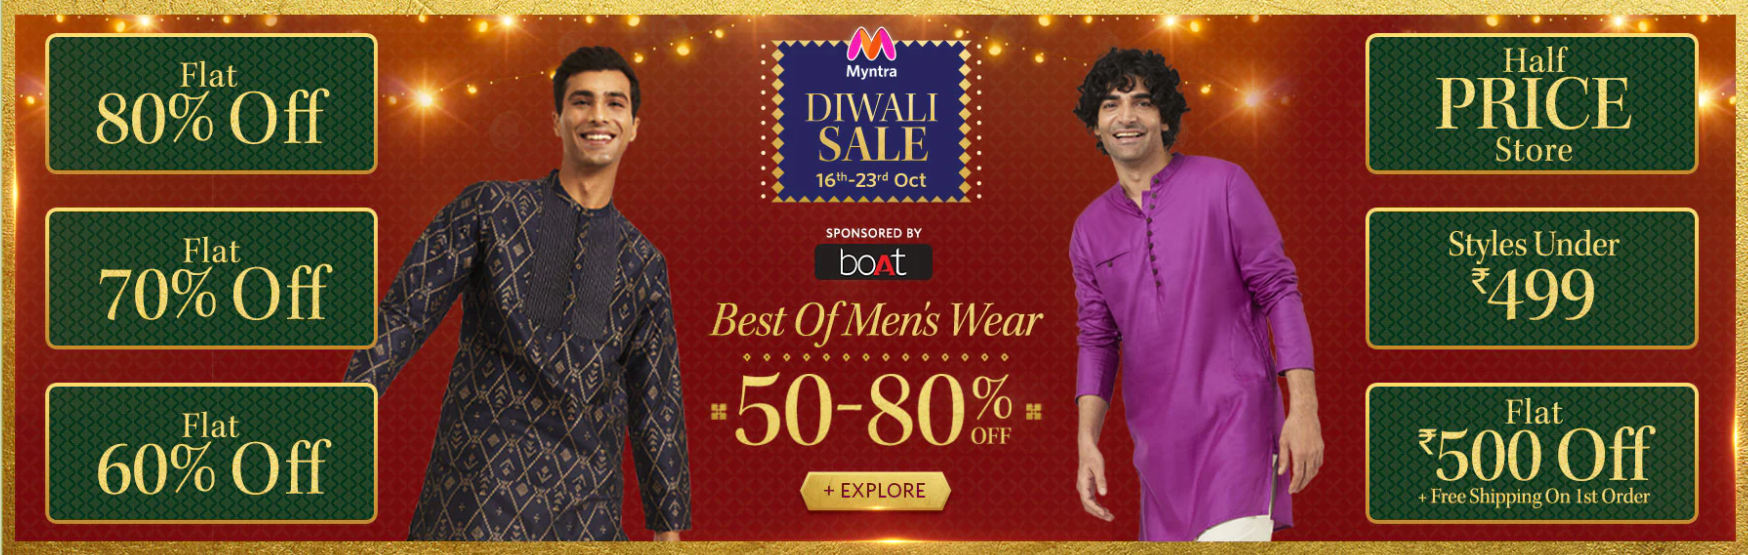 Flat
80% Off
Flat
70% Off
Flat
60% Off
Myntra
DIWALI
SALE
16th-23rd Oct
SPONSORED BY
boAt
Best Of Men's Wear
50-80%
OFF
+ EXPLORE
Half
PRICE
Store
Styles Under
₹499
Flat
₹500 Off
+ Free Shipping On 1st Order